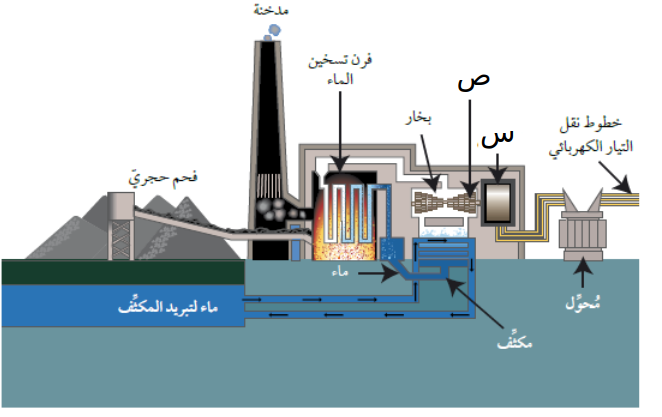 مدخنة
فرن تسخين
الماء
ص
بخار
س
خطوط نقل
التيار الكهربائي
فحم حجريّ
ماء
ماء لتبريد المكثِّف
مُحوِّل
مكثِّف